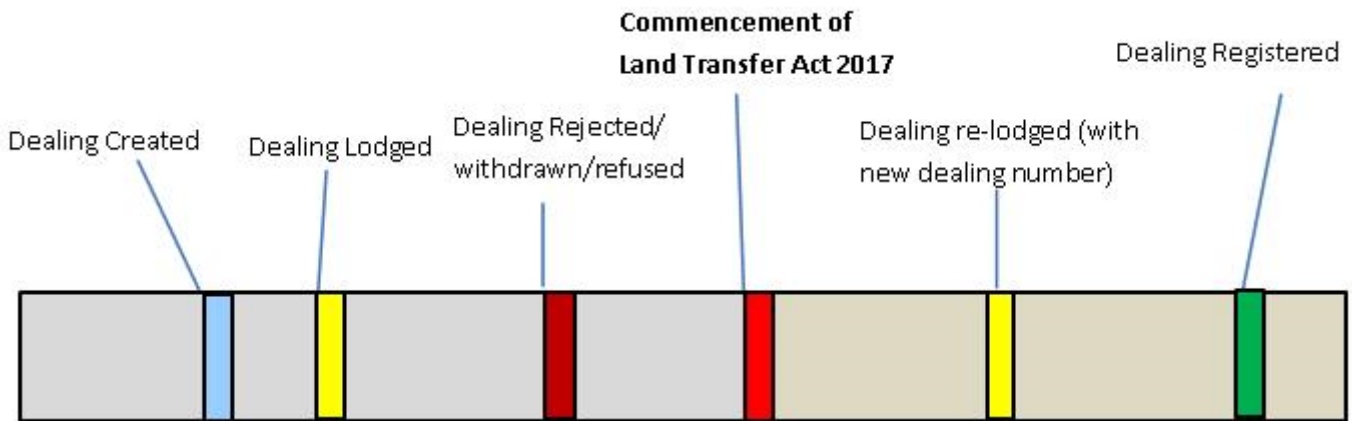 Dealing Created
Dealing Lodged
Dealing Rejected/
withdrawn/refused
Commencement of
Land Transfer Act 2017
Dealing re-lodged (with
new dealing number)
Dealing Registered